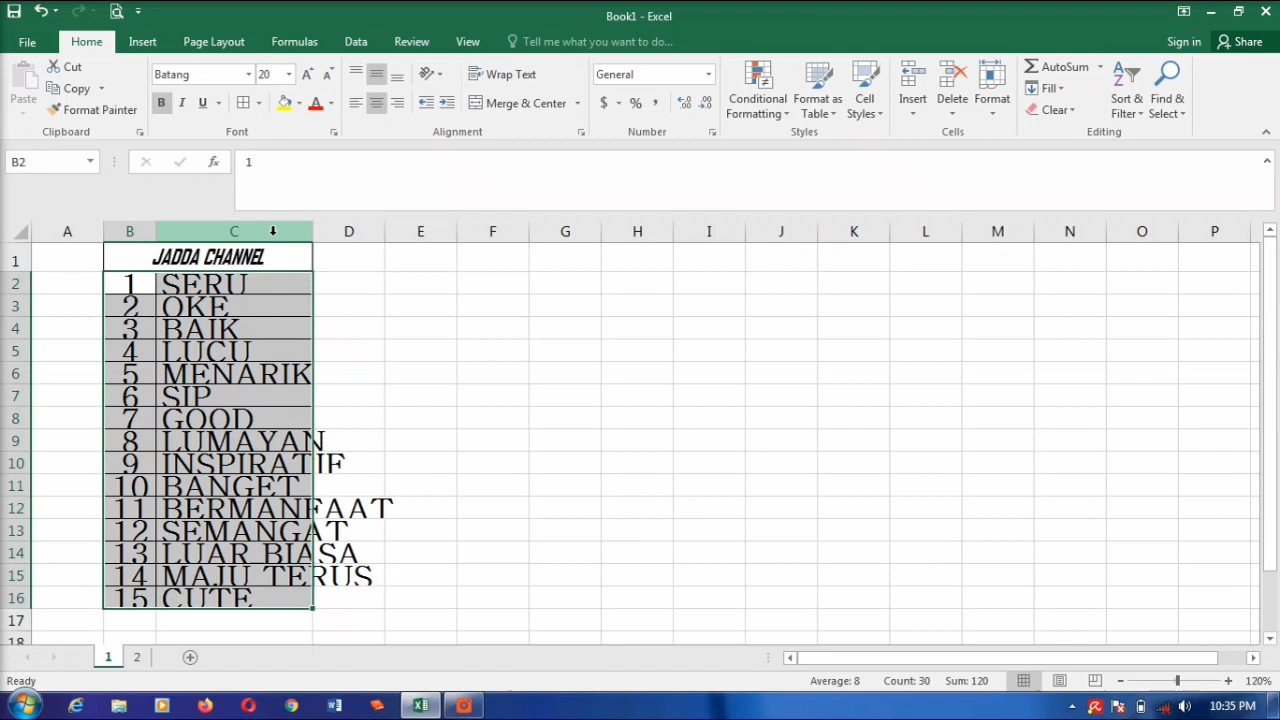 Book1 - Excel
File Home Insert Page Layout Formulas Data Review View Tell me what you want to do... Sign in Share
Paste Cut Copy Format Painter Clipboard
Batang 20 A A B I U A Font
Wrap Text Merge & Center Alignment
General $ % , Number
Conditional Formatting Format as Table Cell Styles Styles
Insert Delete Format Cells
AutoSum Fill Clear Sort & Filter Find & Select Editing
B2 fx 1
A B C D E F G H I J K L M N O P
1 JADDA CHANNEL
2 1 SERU
3 2 OKE
4 3 BAIK
5 4 LUCU
6 5 MENARIK
7 6 SIP
8 7 GOOD
9 8 LUMAYAN
10 9 INSPIRATIF
11 10 BANGET
12 11 BERMANFAAT
13 12 SEMANGAT
14 13 LUAR BIASA
15 14 MAJU TERUS
16 15 CUTE
17
18
1 2
Ready Average: 8 Count: 30 Sum: 120 120%
10:35 PM